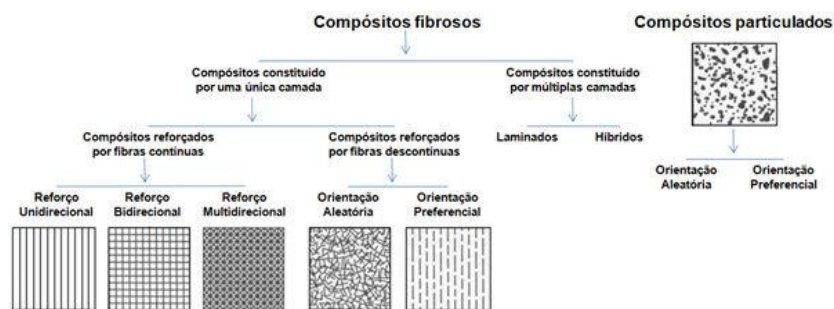 Compósitos fibrosos
Compósitos particulados
Compósitos constituído
por uma única camada
Compósitos constituído
por múltiplas camadas
Compósitos reforçados
por fibras contínuas
Compósitos reforçados
por fibras descontínuas
Laminados
Híbridos
Orientação
Aleatória
Orientação
Preferencial
Reforço
Unidirecional
Reforço
Bidirecional
Reforço
Multidirecional
Orientação
Aleatória
Orientação
Preferencial